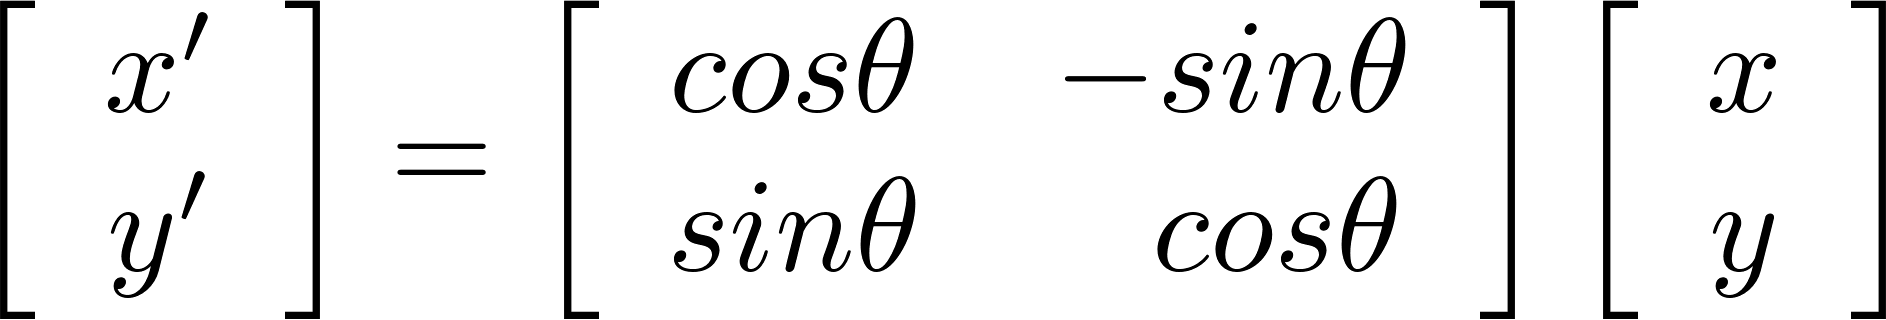 [ x′ ] = [ cosθ −sinθ ] [ x ]
[ y′ ] [ sinθ cosθ ] [ y ]